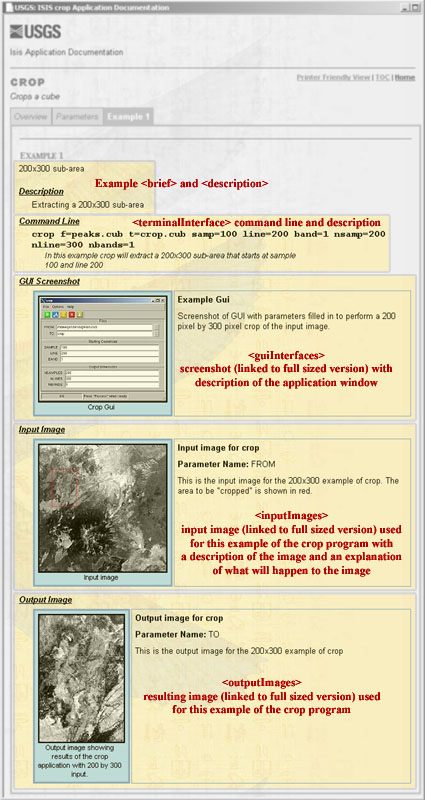 USGS: ISIS crop Application Documentation
USGS
Isis Application Documentation
Printer Friendly View | TOC | Home
CROP
Crops a cube
Overview Parameters Example 1
EXAMPLE 1
200x300 sub-area
Example <brief> and <description>
Description
Extracting a 200x300 sub-area
Command Line
<terminalInterface> command line and description
crop f=peaks.cub t=crop.cub samp=100 line=200 band=1 nsamp=200
nline=300 nbands=1
In this example crop will extract a 200x300 sub-area that starts at sample
100 and line 200
GUI Screenshot
Crop Gui
Example Gui
Screenshot of GUI with parameters filled in to perform a 200
pixel by 300 pixel crop of the input image.
<guiInterfaces>
screenshot (linked to full sized version) with
description of the application window
Input Image
Input image
Input image for crop
Parameter Name: FROM
This is the input image for the 200x300 example of crop. The
area to be "cropped" is shown in red.
<inputImages>
input image (linked to full sized version) used
for this example of the crop program with
a description of the image and an explanation
of what will happen to the image
Output Image
Output image showing
results of the crop
application with 200 by 300
input.
Output image for crop
Parameter Name: TO
This is the output image for the 200x300 example of crop
<outputImages>
resulting image (linked to full sized version) used
for this example of the crop program